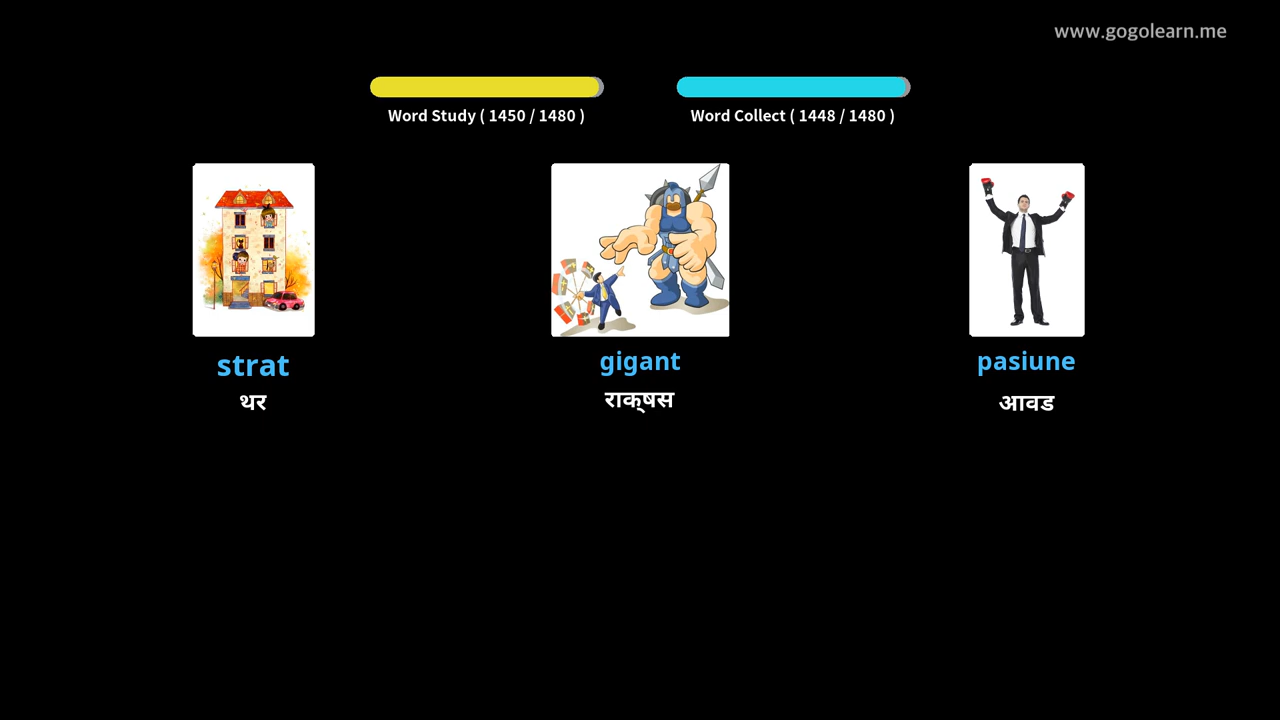 www.gogolearn.me
Word Study ( 1450 / 1480 )
Word Collect ( 1448 / 1480 )
strat
gigant
pasiune
थर
राक्षस
आवड